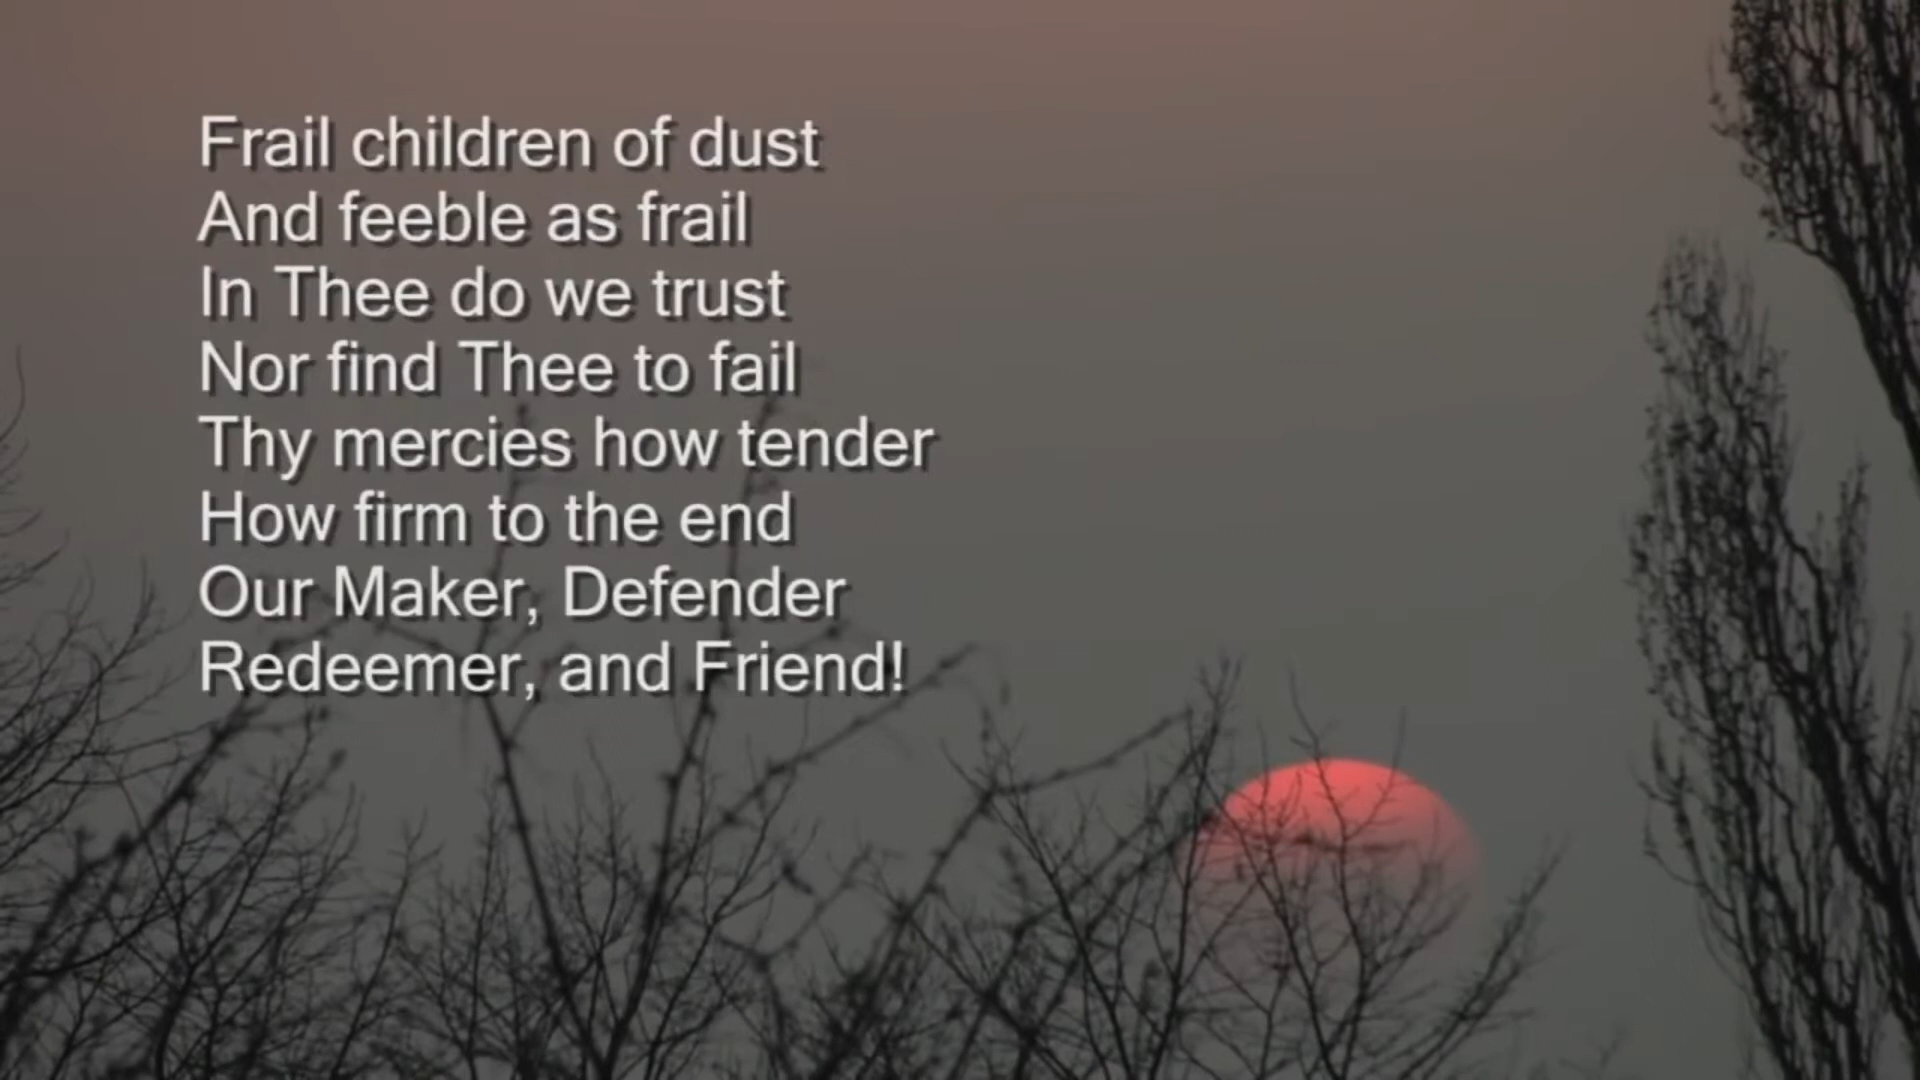 Frail children of dust
And feeble as frail
In Thee do we trust
Nor find Thee to fail
Thy mercies how tender
How firm to the end
Our Maker, Defender
Redeemer, and Friend!